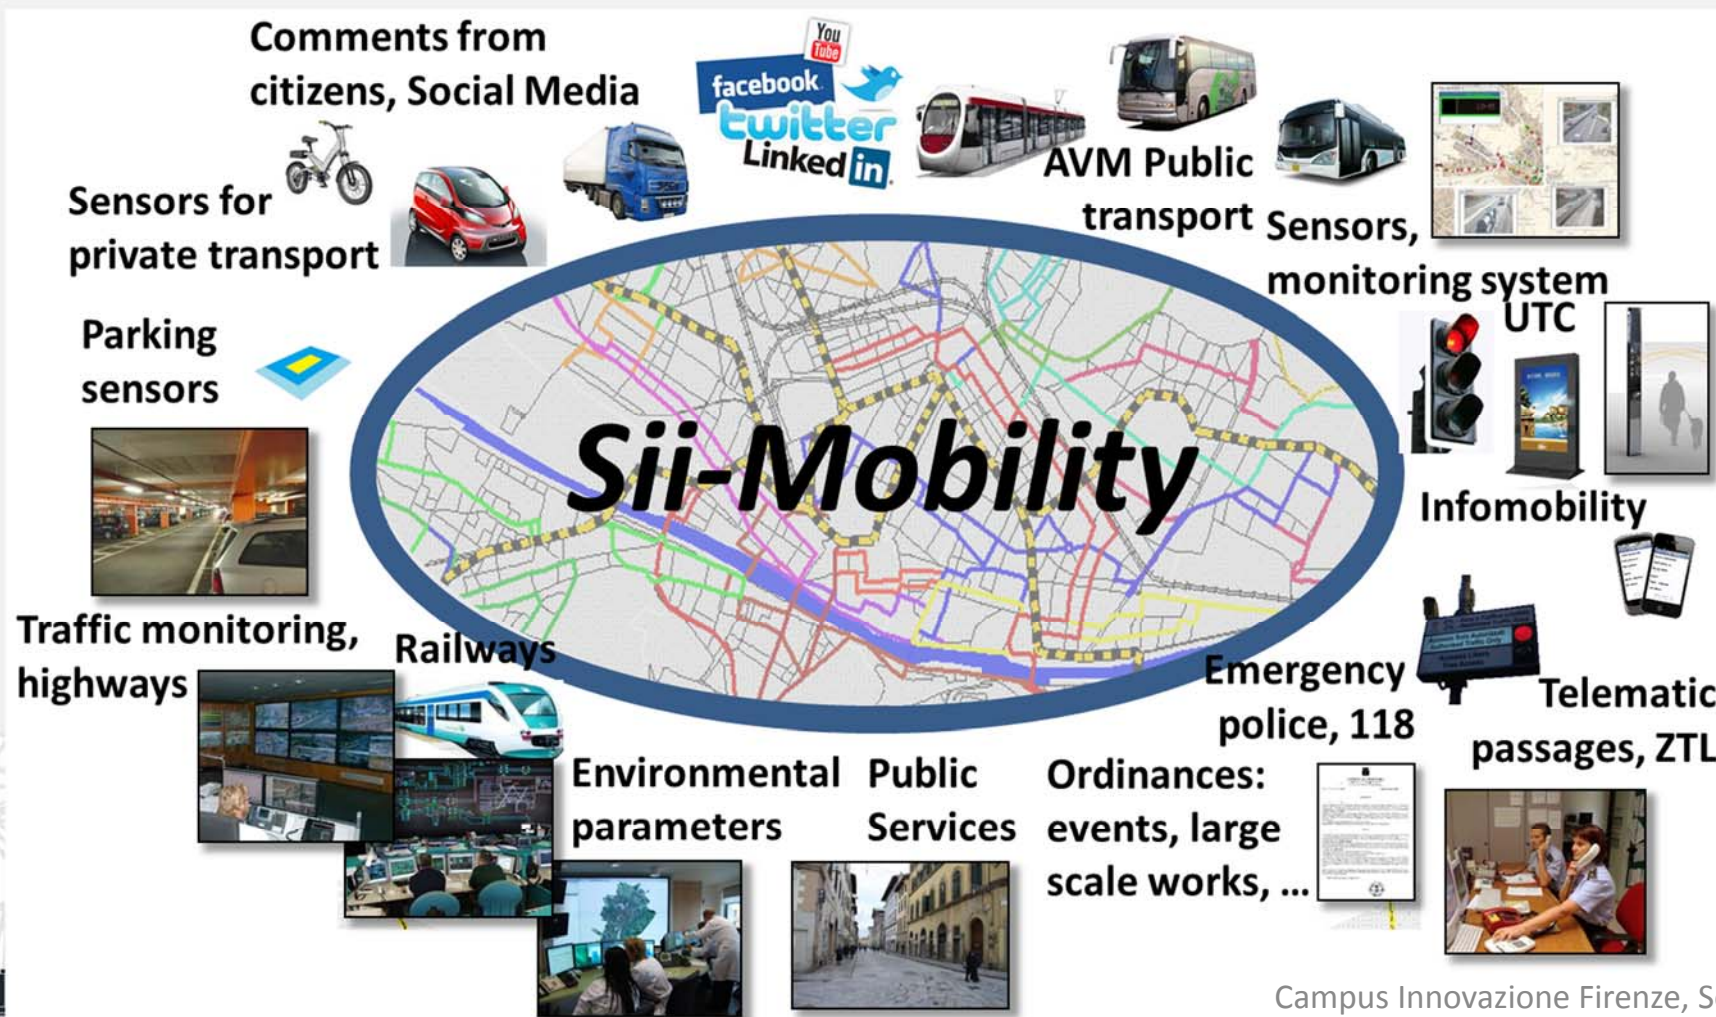 Comments from
citizens, Social Media
You
Tube
facebook
twitter
Linked in
AVM Public
transport
Sensors,
monitoring system
UTC
Sensors for
private transport
Parking
sensors
Sii-Mobility
Infomobility
Traffic monitoring,
highways
Railways
Emergency
police, 118
Telematic
passages, ZTL
Environmental
parameters
Public
Services
Ordinances:
events, large
scale works, ...
Campus Innovazione Firenze, S